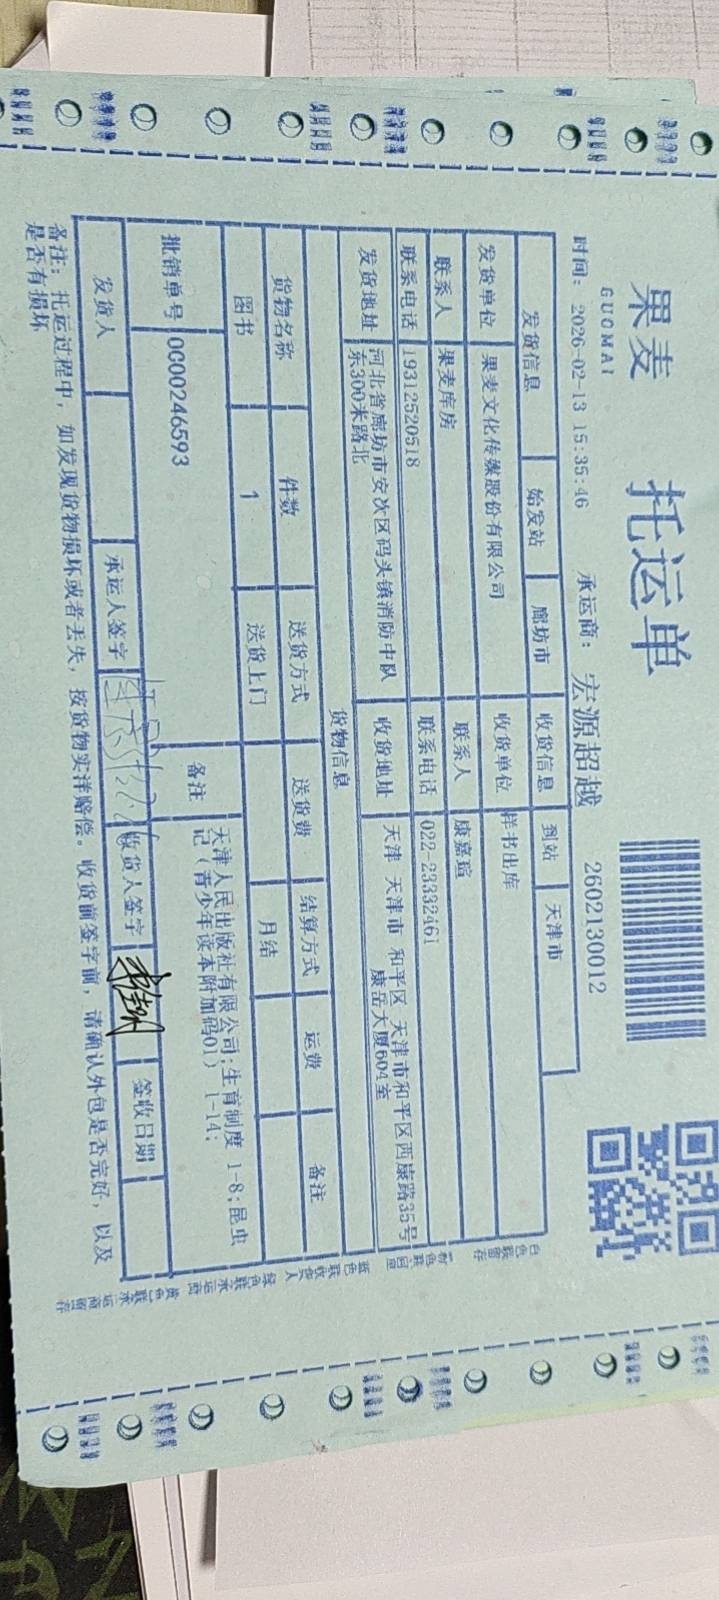 果麦 托运单
GUOMAI
时间: 2026-02-13 15:35:46 承运商: 宏源超越 2602130012
发货信息 始发站 廊坊市 收货信息 到站 天津市
发货单位 果麦文化传媒股份有限公司 收货单位 样书出库
联系人 果麦库房 联系人 康嘉瑄
联系电话 19312520518 联系电话 022-23332461
发货地址 河北省廊坊市安次区码头镇消防中队
东300米路北
收货地址 天津 天津市 和平区 天津市和平区西康路35号
康岳大厦604室
货物信息
货物名称 件数 送货方式 送货费 结算方式 运费 备注
图书 1 送货上门 月结
批销单号 0000246593 备注 天津人民出版社有限公司;生育制度 1-8;昆虫
记(青少年读本附加码01) 1-14;
发货人 承运人签字 收货人签字 签收日期
备注: 托运过程中, 如发现货物损坏或者丢失, 按货物实洋赔偿。收货前签字前, 请确认外包是否完好, 以及
是否有损坏